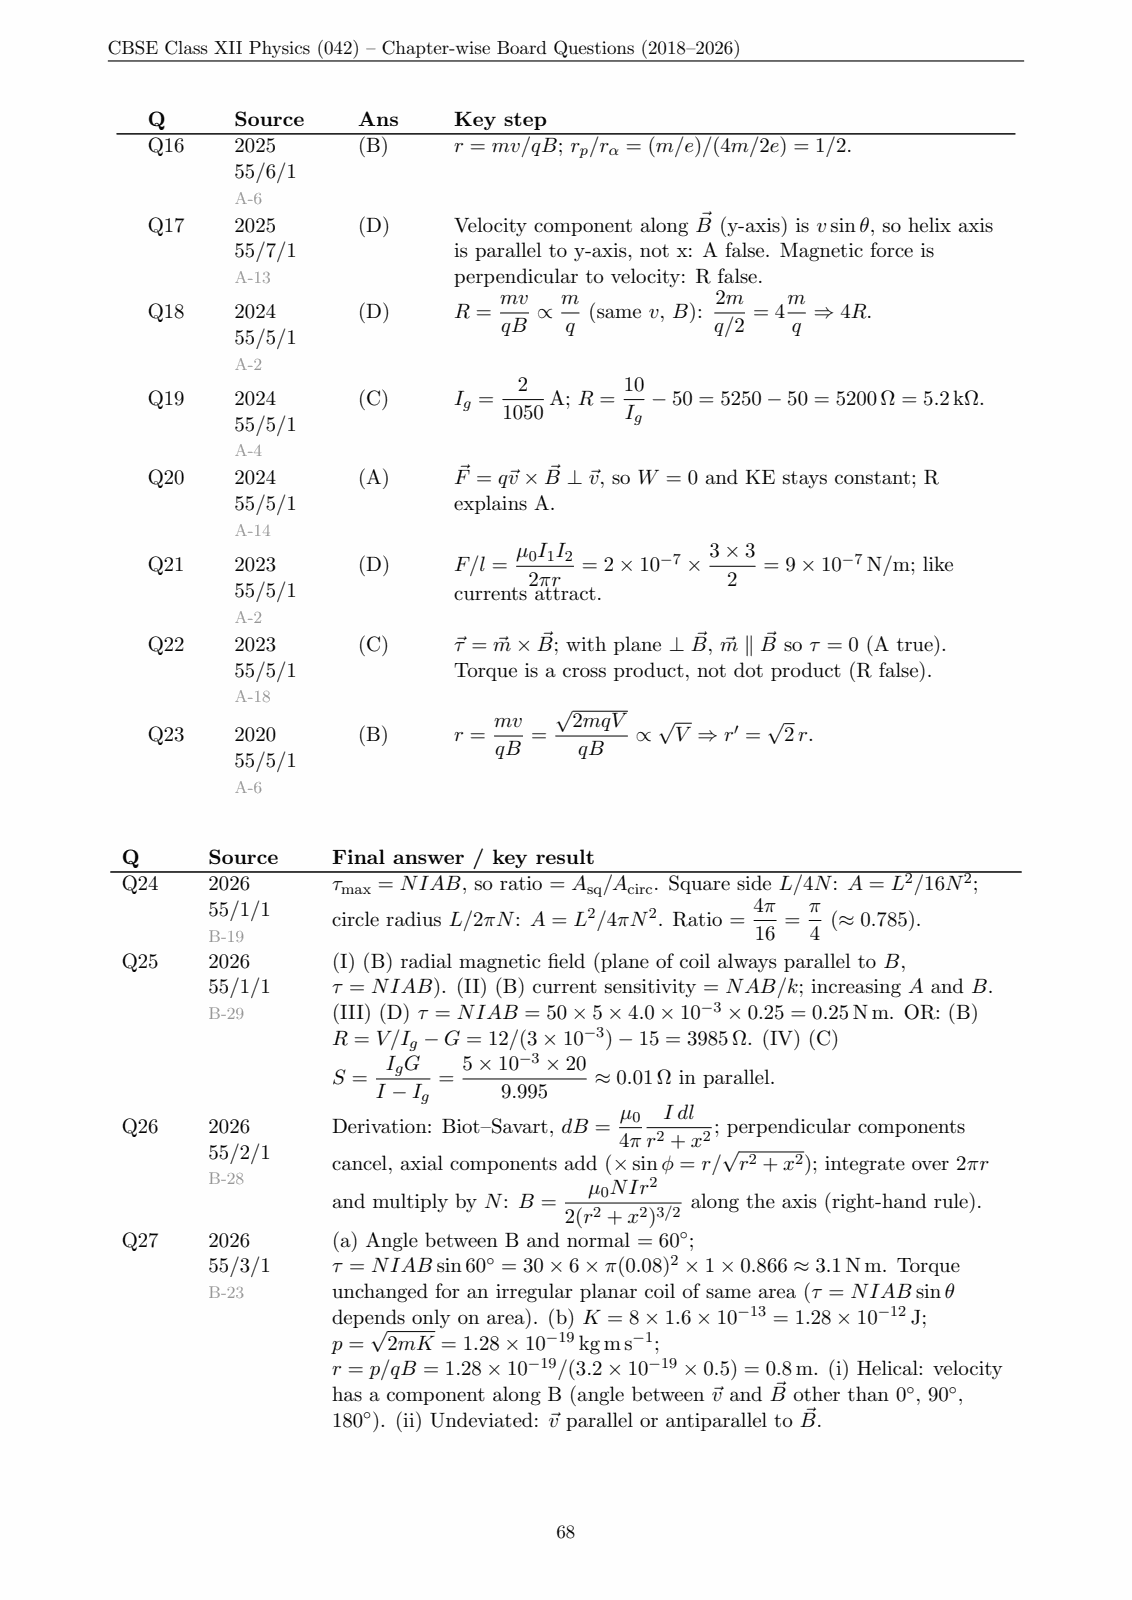 CBSE Class XII Physics (042) – Chapter-wise Board Questions (2018–2026)
Q Source Ans Key step
Q16 2025 (B) r = mv/qB; r_p/r_α = (m/e)/(4m/2e) = 1/2.
55/6/1
A-6
Q17 2025 (D) Velocity component along B⃗ (y-axis) is v sin θ, so helix axis
55/7/1 is parallel to y-axis, not x: A false. Magnetic force is
A-13 perpendicular to velocity: R false.
Q18 2024 (D) R = mv/qB ∝ m/q (same v, B): 2m/(q/2) = 4 m/q ⇒ 4R.
55/5/1
A-2
Q19 2024 (C) I_g = 2/1050 A; R = 10/I_g − 50 = 5250 − 50 = 5200 Ω = 5.2 kΩ.
55/5/1
A-4
Q20 2024 (A) F⃗ = qv⃗ × B⃗ ⊥ v⃗, so W = 0 and KE stays constant; R
55/5/1 explains A.
A-14
Q21 2023 (D) F/l = μ₀I₁I₂/2πr = 2 × 10⁻⁷ × (3 × 3)/2 = 9 × 10⁻⁷ N/m; like
55/5/1 currents attract.
A-2
Q22 2023 (C) τ⃗ = m⃗ × B⃗; with plane ⊥ B⃗, m⃗ ∥ B⃗ so τ = 0 (A true).
55/5/1 Torque is a cross product, not dot product (R false).
A-18
Q23 2020 (B) r = mv/qB = √(2mqV)/qB ∝ √V ⇒ r′ = √2 r.
55/5/1
A-6
Q Source Final answer / key result
Q24 2026 τ_max = NIAB, so ratio = A_sq/A_circ. Square side L/4N: A = L²/16N²;
55/1/1 circle radius L/2πN: A = L²/4πN². Ratio = 4π/16 = π/4 (≈ 0.785).
B-19
Q25 2026 (I) (B) radial magnetic field (plane of coil always parallel to B,
55/1/1 τ = NIAB). (II) (B) current sensitivity = NAB/k; increasing A and B.
B-29 (III) (D) τ = NIAB = 50 × 5 × 4.0 × 10⁻³ × 0.25 = 0.25 N m. OR: (B)
R = V/I_g − G = 12/(3 × 10⁻³) − 15 = 3985 Ω. (IV) (C)
S = I_gG/(I − I_g) = (5 × 10⁻³ × 20)/9.995 ≈ 0.01 Ω in parallel.
Q26 2026 Derivation: Biot–Savart, dB = μ₀/4π I dl/(r² + x²); perpendicular components
55/2/1 cancel, axial components add (× sin φ = r/√(r² + x²)); integrate over 2πr
B-28 and multiply by N: B = μ₀NIr²/2(r² + x²)^{3/2} along the axis (right-hand rule).
Q27 2026 (a) Angle between B and normal = 60°;
55/3/1 τ = NIAB sin 60° = 30 × 6 × π(0.08)² × 1 × 0.866 ≈ 3.1 N m. Torque
B-23 unchanged for an irregular planar coil of same area (τ = NIAB sin θ
depends only on area). (b) K = 8 × 1.6 × 10⁻¹³ = 1.28 × 10⁻¹² J;
p = √(2mK) = 1.28 × 10⁻¹⁹ kg m s⁻¹;
r = p/qB = 1.28 × 10⁻¹⁹/(3.2 × 10⁻¹⁹ × 0.5) = 0.8 m. (i) Helical: velocity
has a component along B (angle between v⃗ and B⃗ other than 0°, 90°,
180°). (ii) Undeviated: v⃗ parallel or antiparallel to B⃗.
68